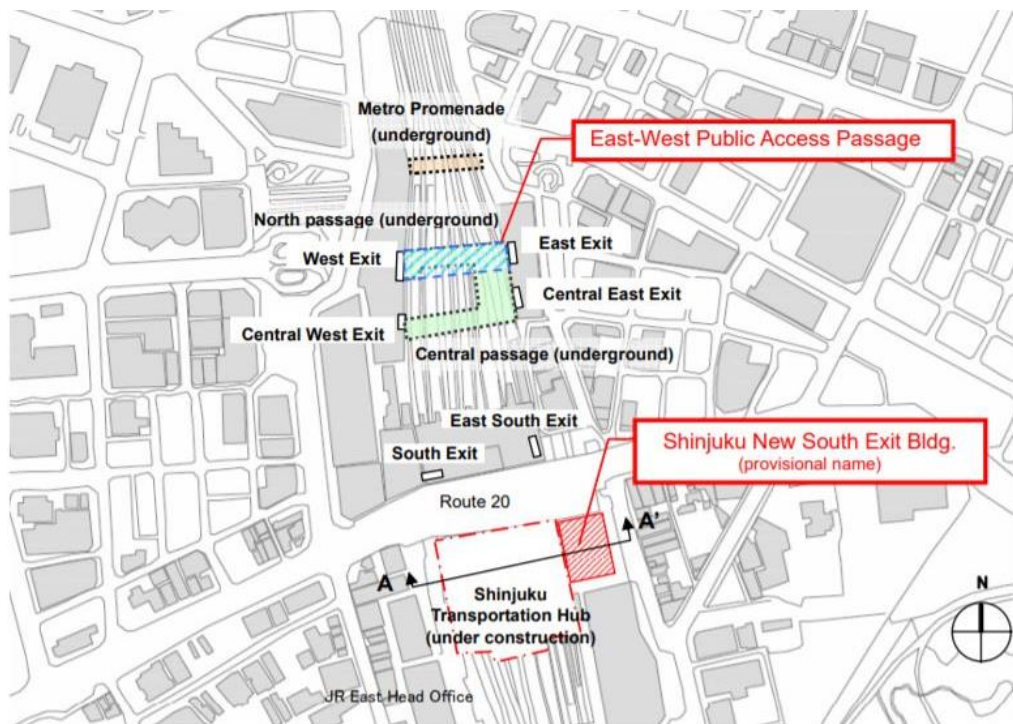 Metro Promenade
(underground)
East-West Public Access Passage
North passage (underground)
East Exit
West Exit
Central East Exit
Central West Exit
Central passage (underground)
East South Exit
South Exit
Shinjuku New South Exit Bldg.
(provisional name)
Route 20
A'
A
Shinjuku
Transportation Hub
(under construction)
N
JR East Head Office